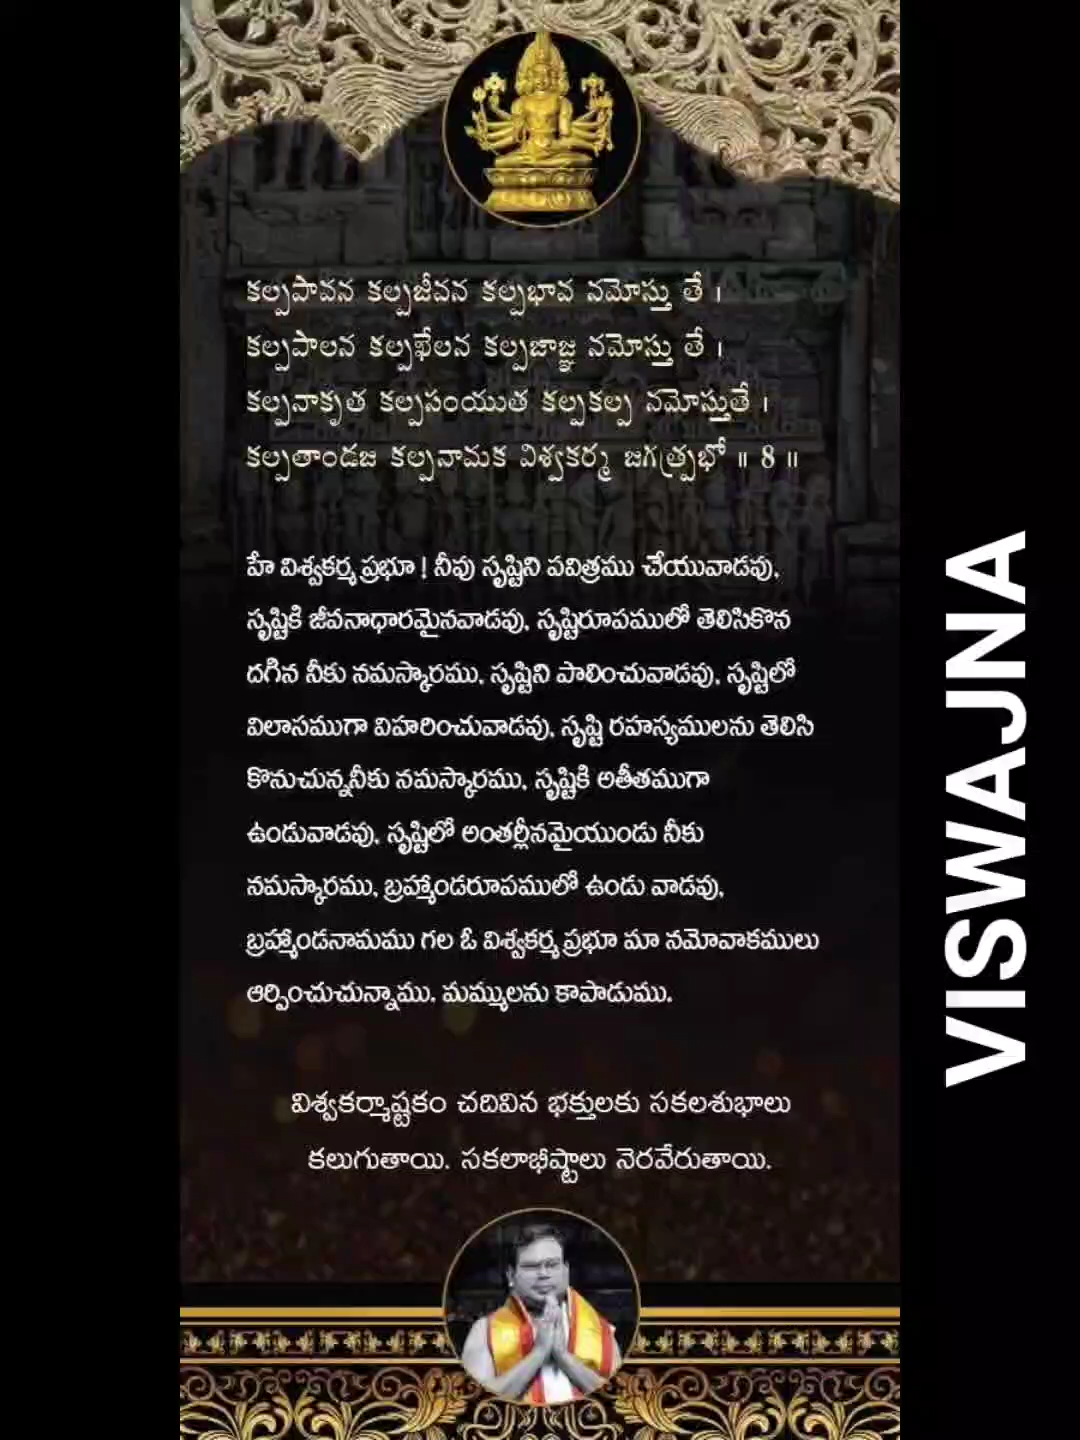 కల్పపావన కల్పజీవన కల్పభావ నమోస్తు తే ।
కల్పపాలన కల్పఖేలన కల్పజాజ్ఞ నమోస్తు తే ।
కల్పనాకృత కల్పసంయుత కల్పకల్ప నమోస్తుతే ।
కల్పతాండజ కల్పనామక విశ్వకర్మ జగత్ప్రభో ॥ 8 ॥
హే విశ్వకర్మ ప్రభూ ! నీవు సృష్టిని పవిత్రము చేయువాడవు,
సృష్టికి జీవనాధారమైనవాడవు, సృష్టిరూపములో తెలిసికొన
దగిన నీకు నమస్కారము, సృష్టిని పాలించువాడవు, సృష్టిలో
విలాసముగా విహరించువాడవు, సృష్టి రహస్యములను తెలిసి
కొనుచున్ననీకు నమస్కారము, సృష్టికి అతీతముగా
ఉండువాడవు, సృష్టిలో అంతర్లీనమైయుండు నీకు
నమస్కారము, బ్రహ్మాండరూపములో ఉండు వాడవు,
బ్రహ్మాండనామము గల ఓ విశ్వకర్మ ప్రభూ మా నమోవాకములు
ఆర్పించుచున్నాము. మమ్ములను కాపాడుము.
విశ్వకర్మాష్టకం చదివిన భక్తులకు సకలశుభాలు
కలుగుతాయి. సకలాభీష్టాలు నెరవేరుతాయి.
VISWAJNA